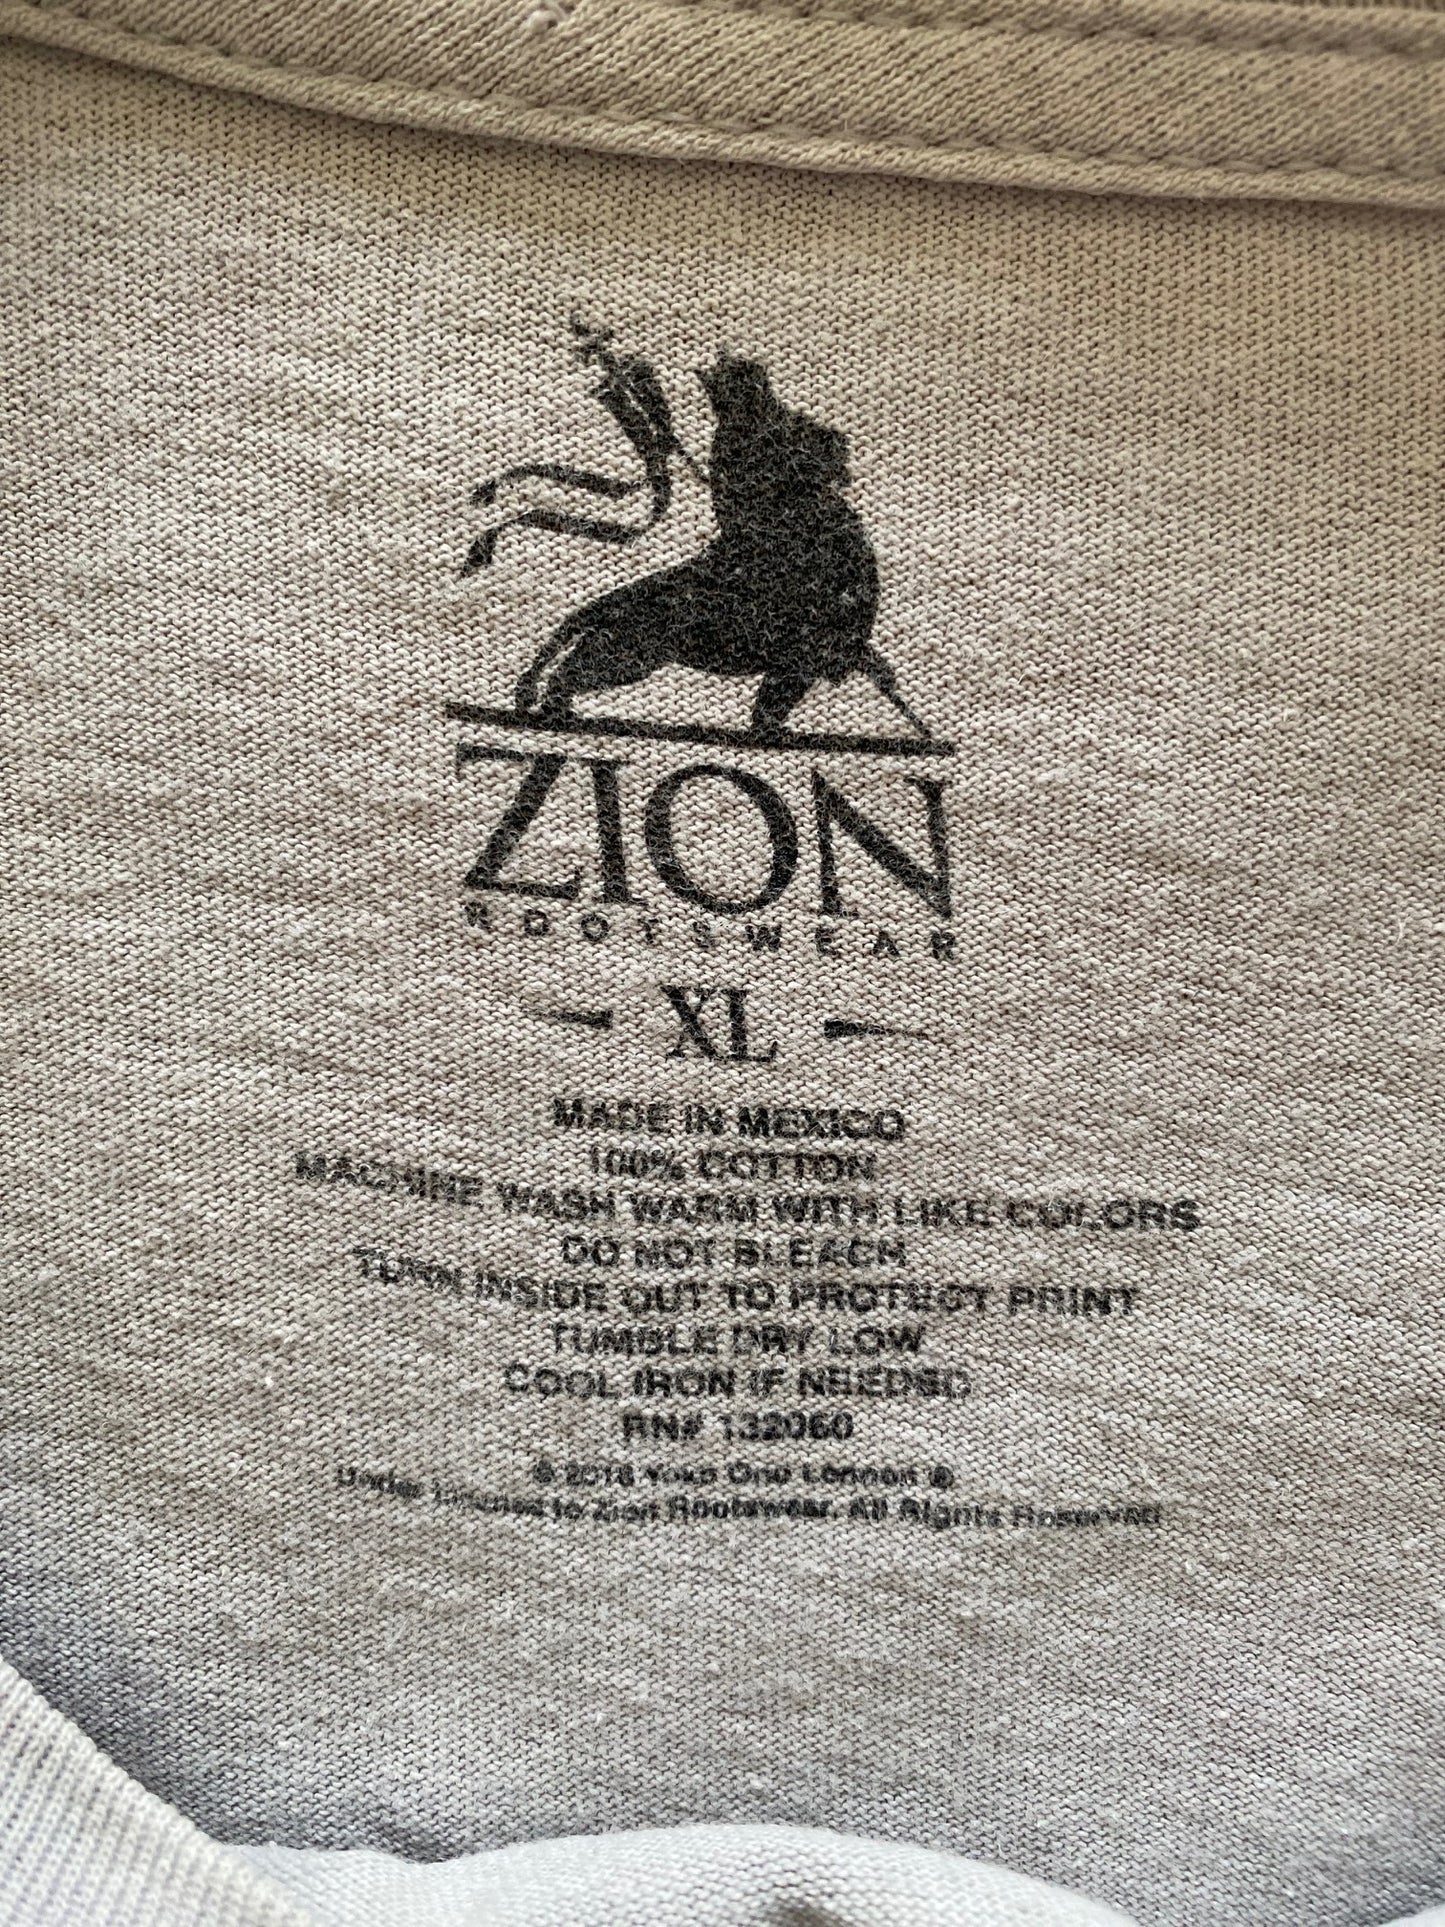 ZION
ROOTSWEAR
XL
MADE IN MEXICO
100% COTTON
MACHINE WASH WARM WITH LIKE COLORS
DO NOT BLEACH
TURN INSIDE OUT TO PROTECT PRINT
TUMBLE DRY LOW
COOL IRON IF NEEDED
RN# 132060
© 2018 Yoko Ono Lennon ®
Under License to Zion Rootswear. All Rights Reserved